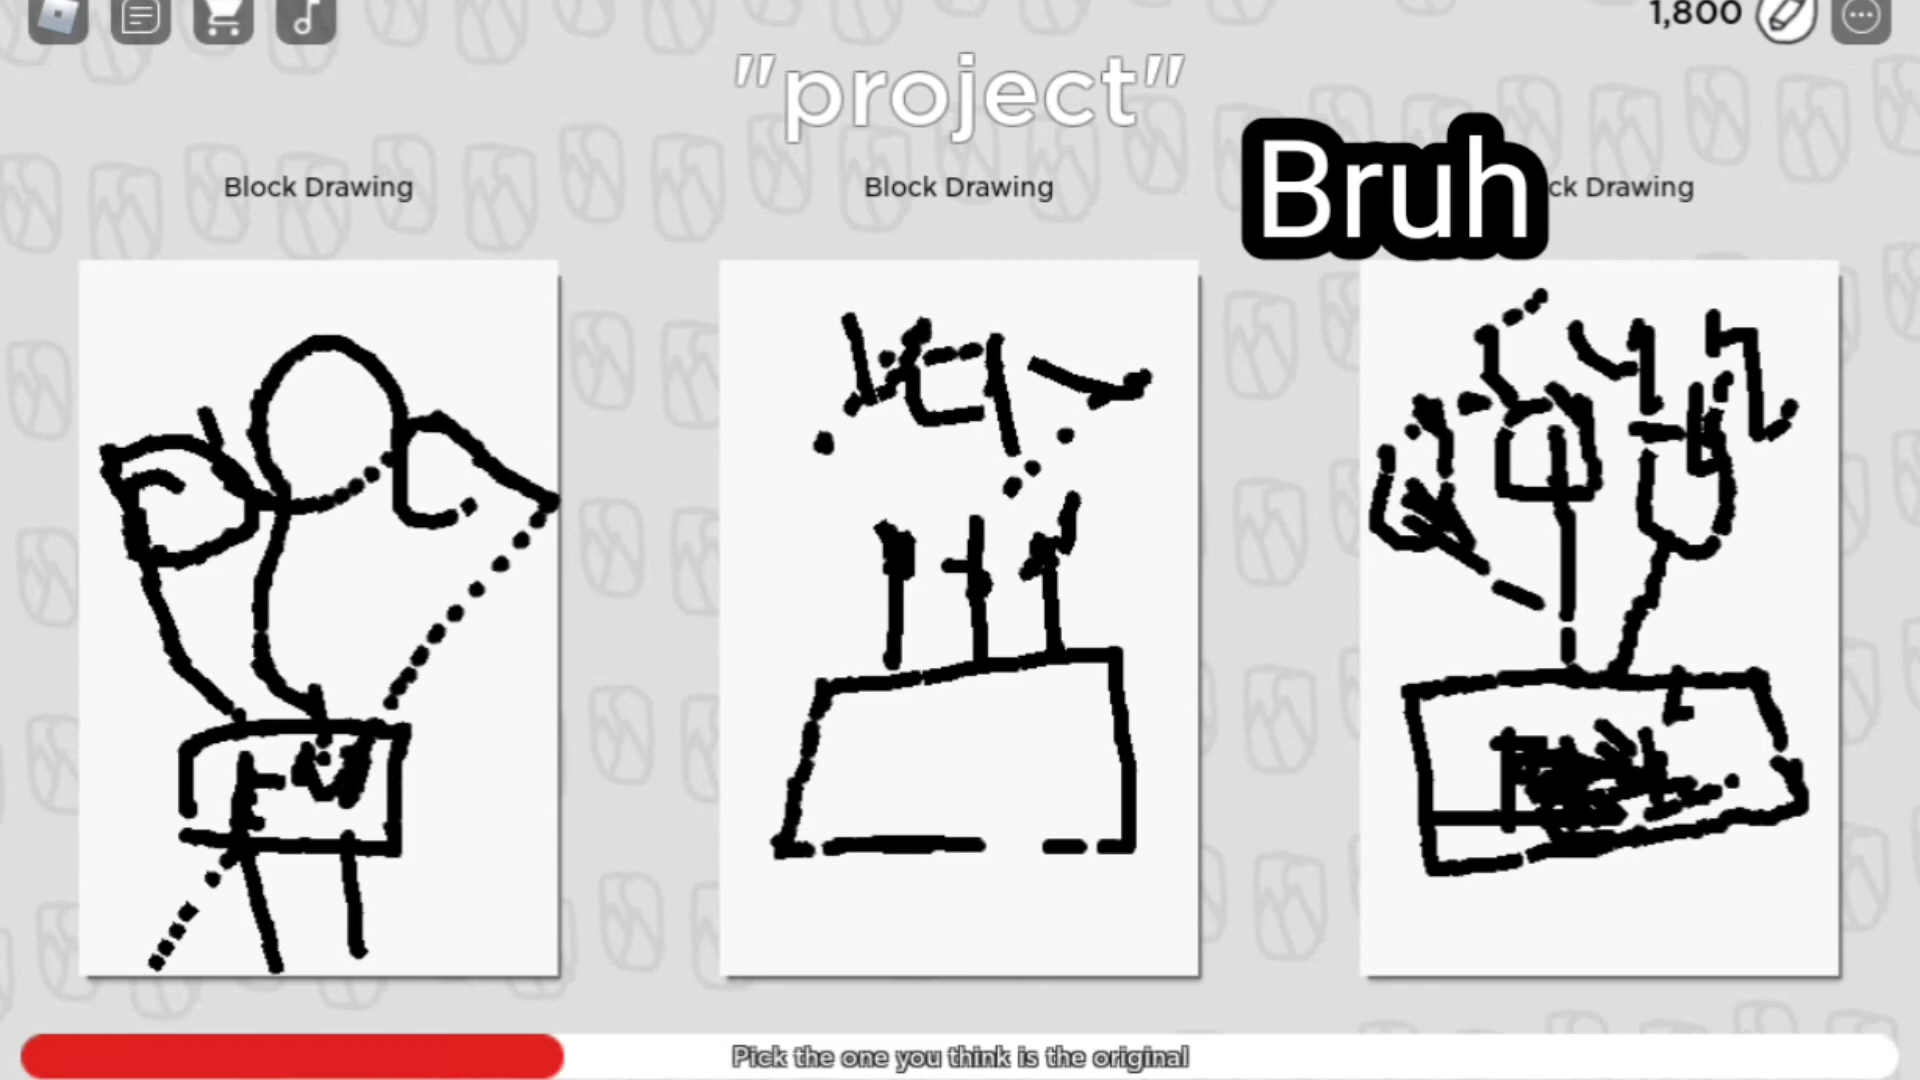 1,800
"project"
Block Drawing
Block Drawing
Bruh
ck Drawing
Pick the one you think is the original